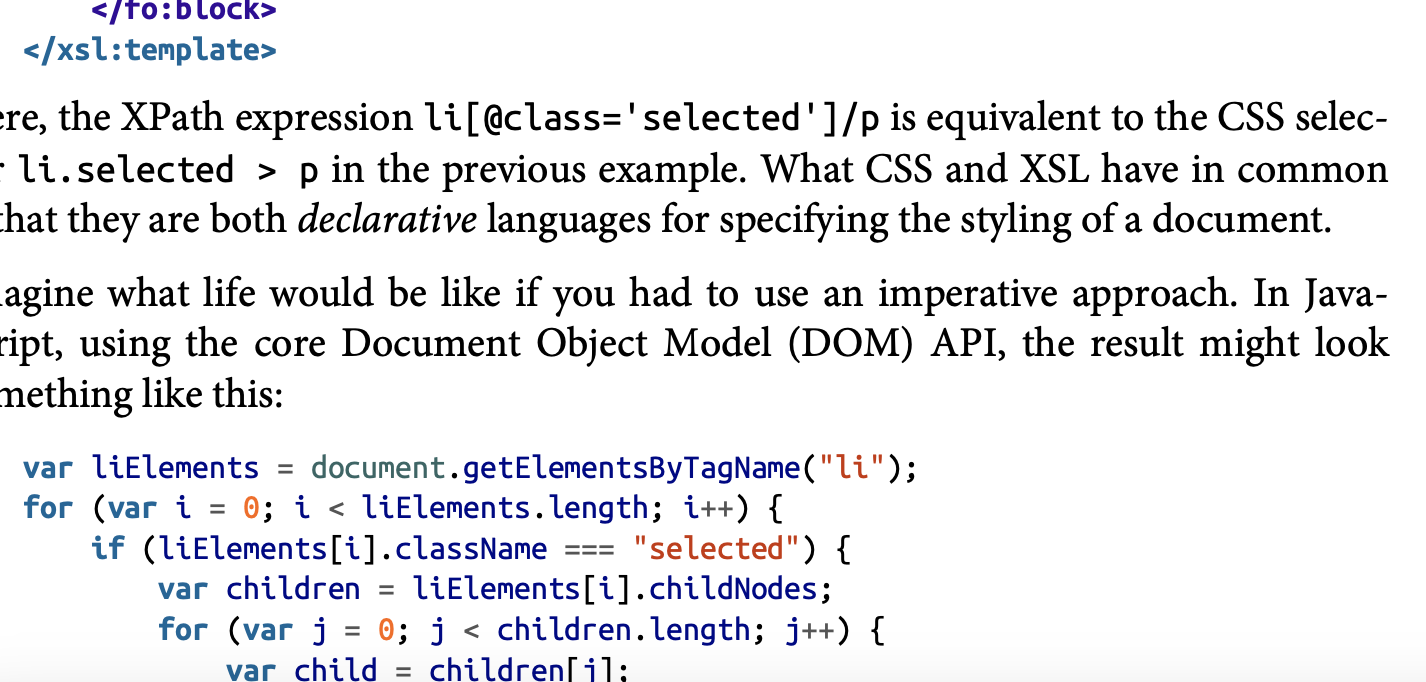 </fo:block>
</xsl:template>
ere, the XPath expression li[@class='selected']/p is equivalent to the CSS selec-
r li.selected > p in the previous example. What CSS and XSL have in common
that they are both declarative languages for specifying the styling of a document.
agine what life would be like if you had to use an imperative approach. In Java-
ript, using the core Document Object Model (DOM) API, the result might look
mething like this:
var liElements = document.getElementsByTagName("li");
for (var i = 0; i < liElements.length; i++) {
    if (liElements[i].className === "selected") {
        var children = liElements[i].childNodes;
        for (var j = 0; j < children.length; j++) {
            var child = children[j];